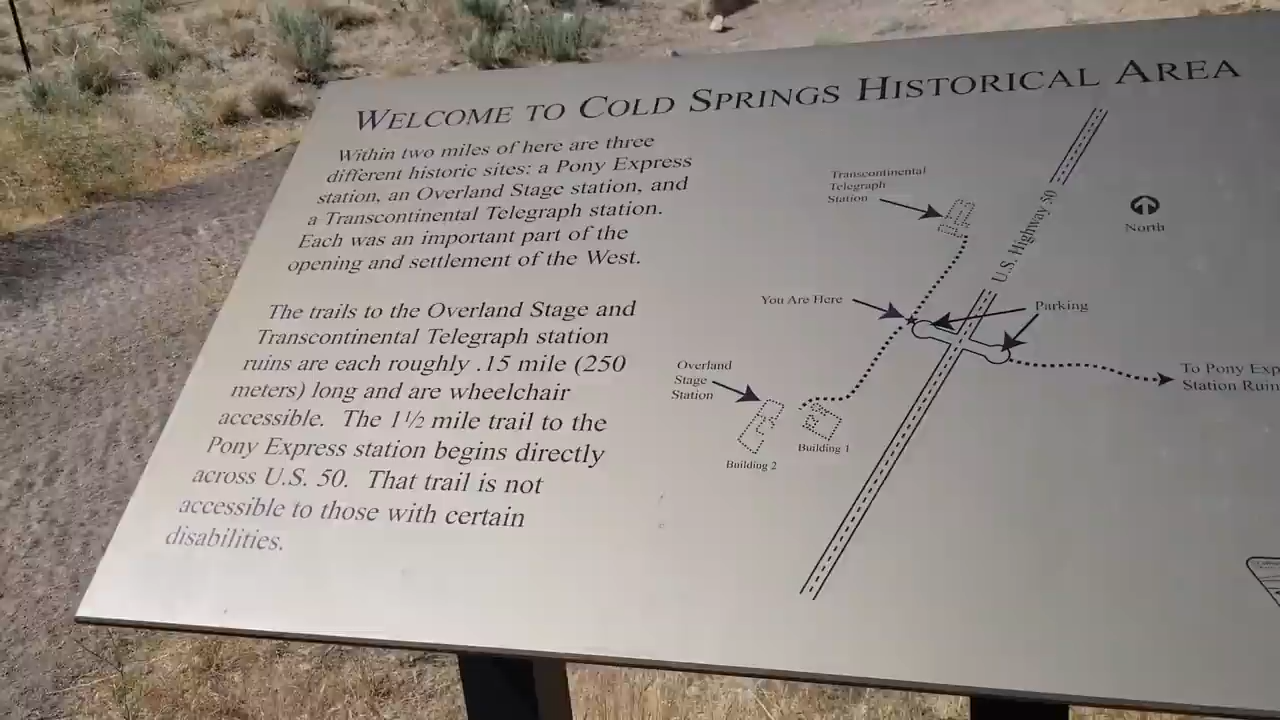 WELCOME TO COLD SPRINGS HISTORICAL AREA
Within two miles of here are three
different historic sites: a Pony Express
station, an Overland Stage station, and
a Transcontinental Telegraph station.
Each was an important part of the
opening and settlement of the West.
The trails to the Overland Stage and
Transcontinental Telegraph station
ruins are each roughly .15 mile (250
meters) long and are wheelchair
accessible. The 1½ mile trail to the
Pony Express station begins directly
across U.S. 50. That trail is not
accessible to those with certain
disabilities.
Transcontinental
Telegraph
Station
U.S. Highway 50
North
You Are Here
Parking
Overland
Stage
Station
To Pony Exp
Station Ruin
Building 1
Building 2